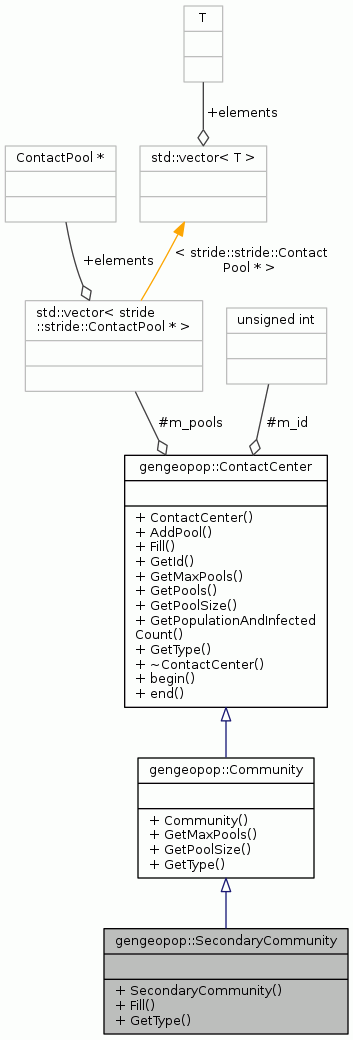 T
+elements
ContactPool *
std::vector< T >
+elements
< stride::stride::Contact
Pool * >
std::vector< stride
::stride::ContactPool * >
unsigned int
#m_pools
#m_id
gengeopop::ContactCenter
+ ContactCenter()
+ AddPool()
+ Fill()
+ GetId()
+ GetMaxPools()
+ GetPools()
+ GetPoolSize()
+ GetPopulationAndInfected
Count()
+ GetType()
+ ~ContactCenter()
+ begin()
+ end()
gengeopop::Community
+ Community()
+ GetMaxPools()
+ GetPoolSize()
+ GetType()
gengeopop::SecondaryCommunity
+ SecondaryCommunity()
+ Fill()
+ GetType()